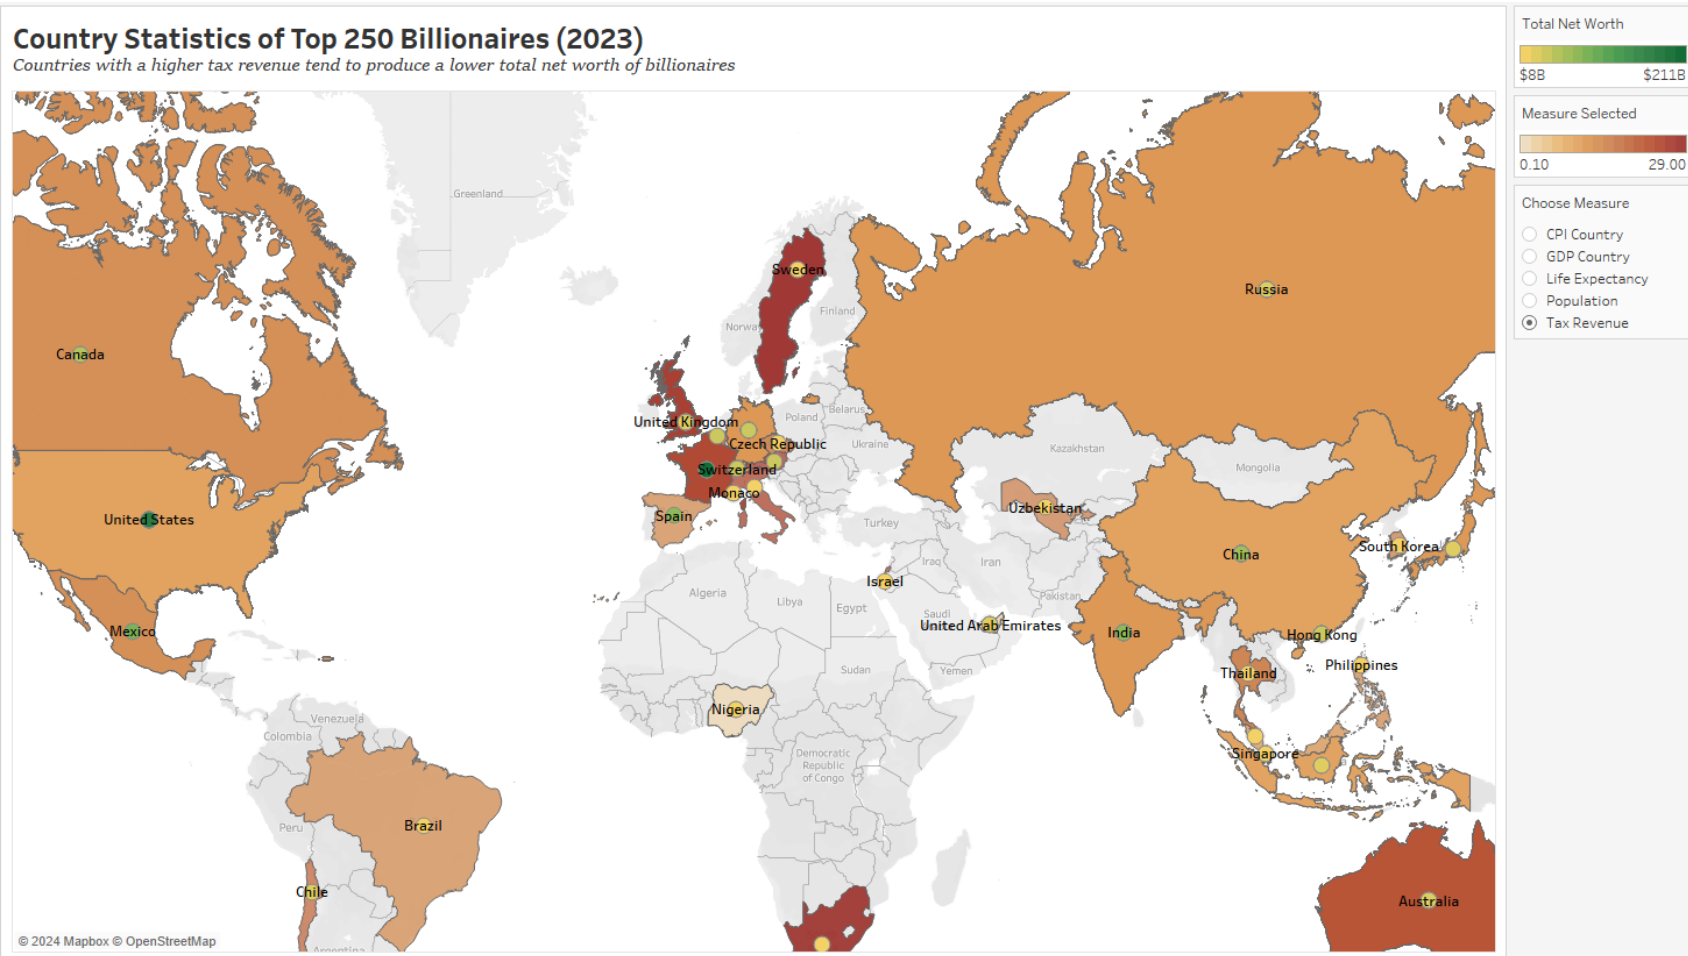 Country Statistics of Top 250 Billionaires (2023)
Countries with a higher tax revenue tend to produce a lower total net worth of billionaires
Total Net Worth
$8B $211B
Measure Selected
0.10 29.00
Choose Measure
CPI Country
GDP Country
Life Expectancy
Population
Tax Revenue
Greenland
Sweden
Russia
Finland
Norway
Canada
Poland
Belarus
United Kingdom
Czech Republic
Ukraine
Kazakhstan
Mongolia
Switzerland
Monaco
United States
Spain
Uzbekistan
Turkey
China
South Korea
Iraq
Iran
Israel
Algeria
Libya
Egypt
Pakistan
Saudi
United Arab Emirates
Mexico
India
Hong Kong
Philippines
Sudan
Yemen
Thailand
Nigeria
Venezuela
Colombia
Democratic
Republic
of Congo
Singapore
Brazil
Peru
Chile
Australia
Argentina
© 2024 Mapbox © OpenStreetMap